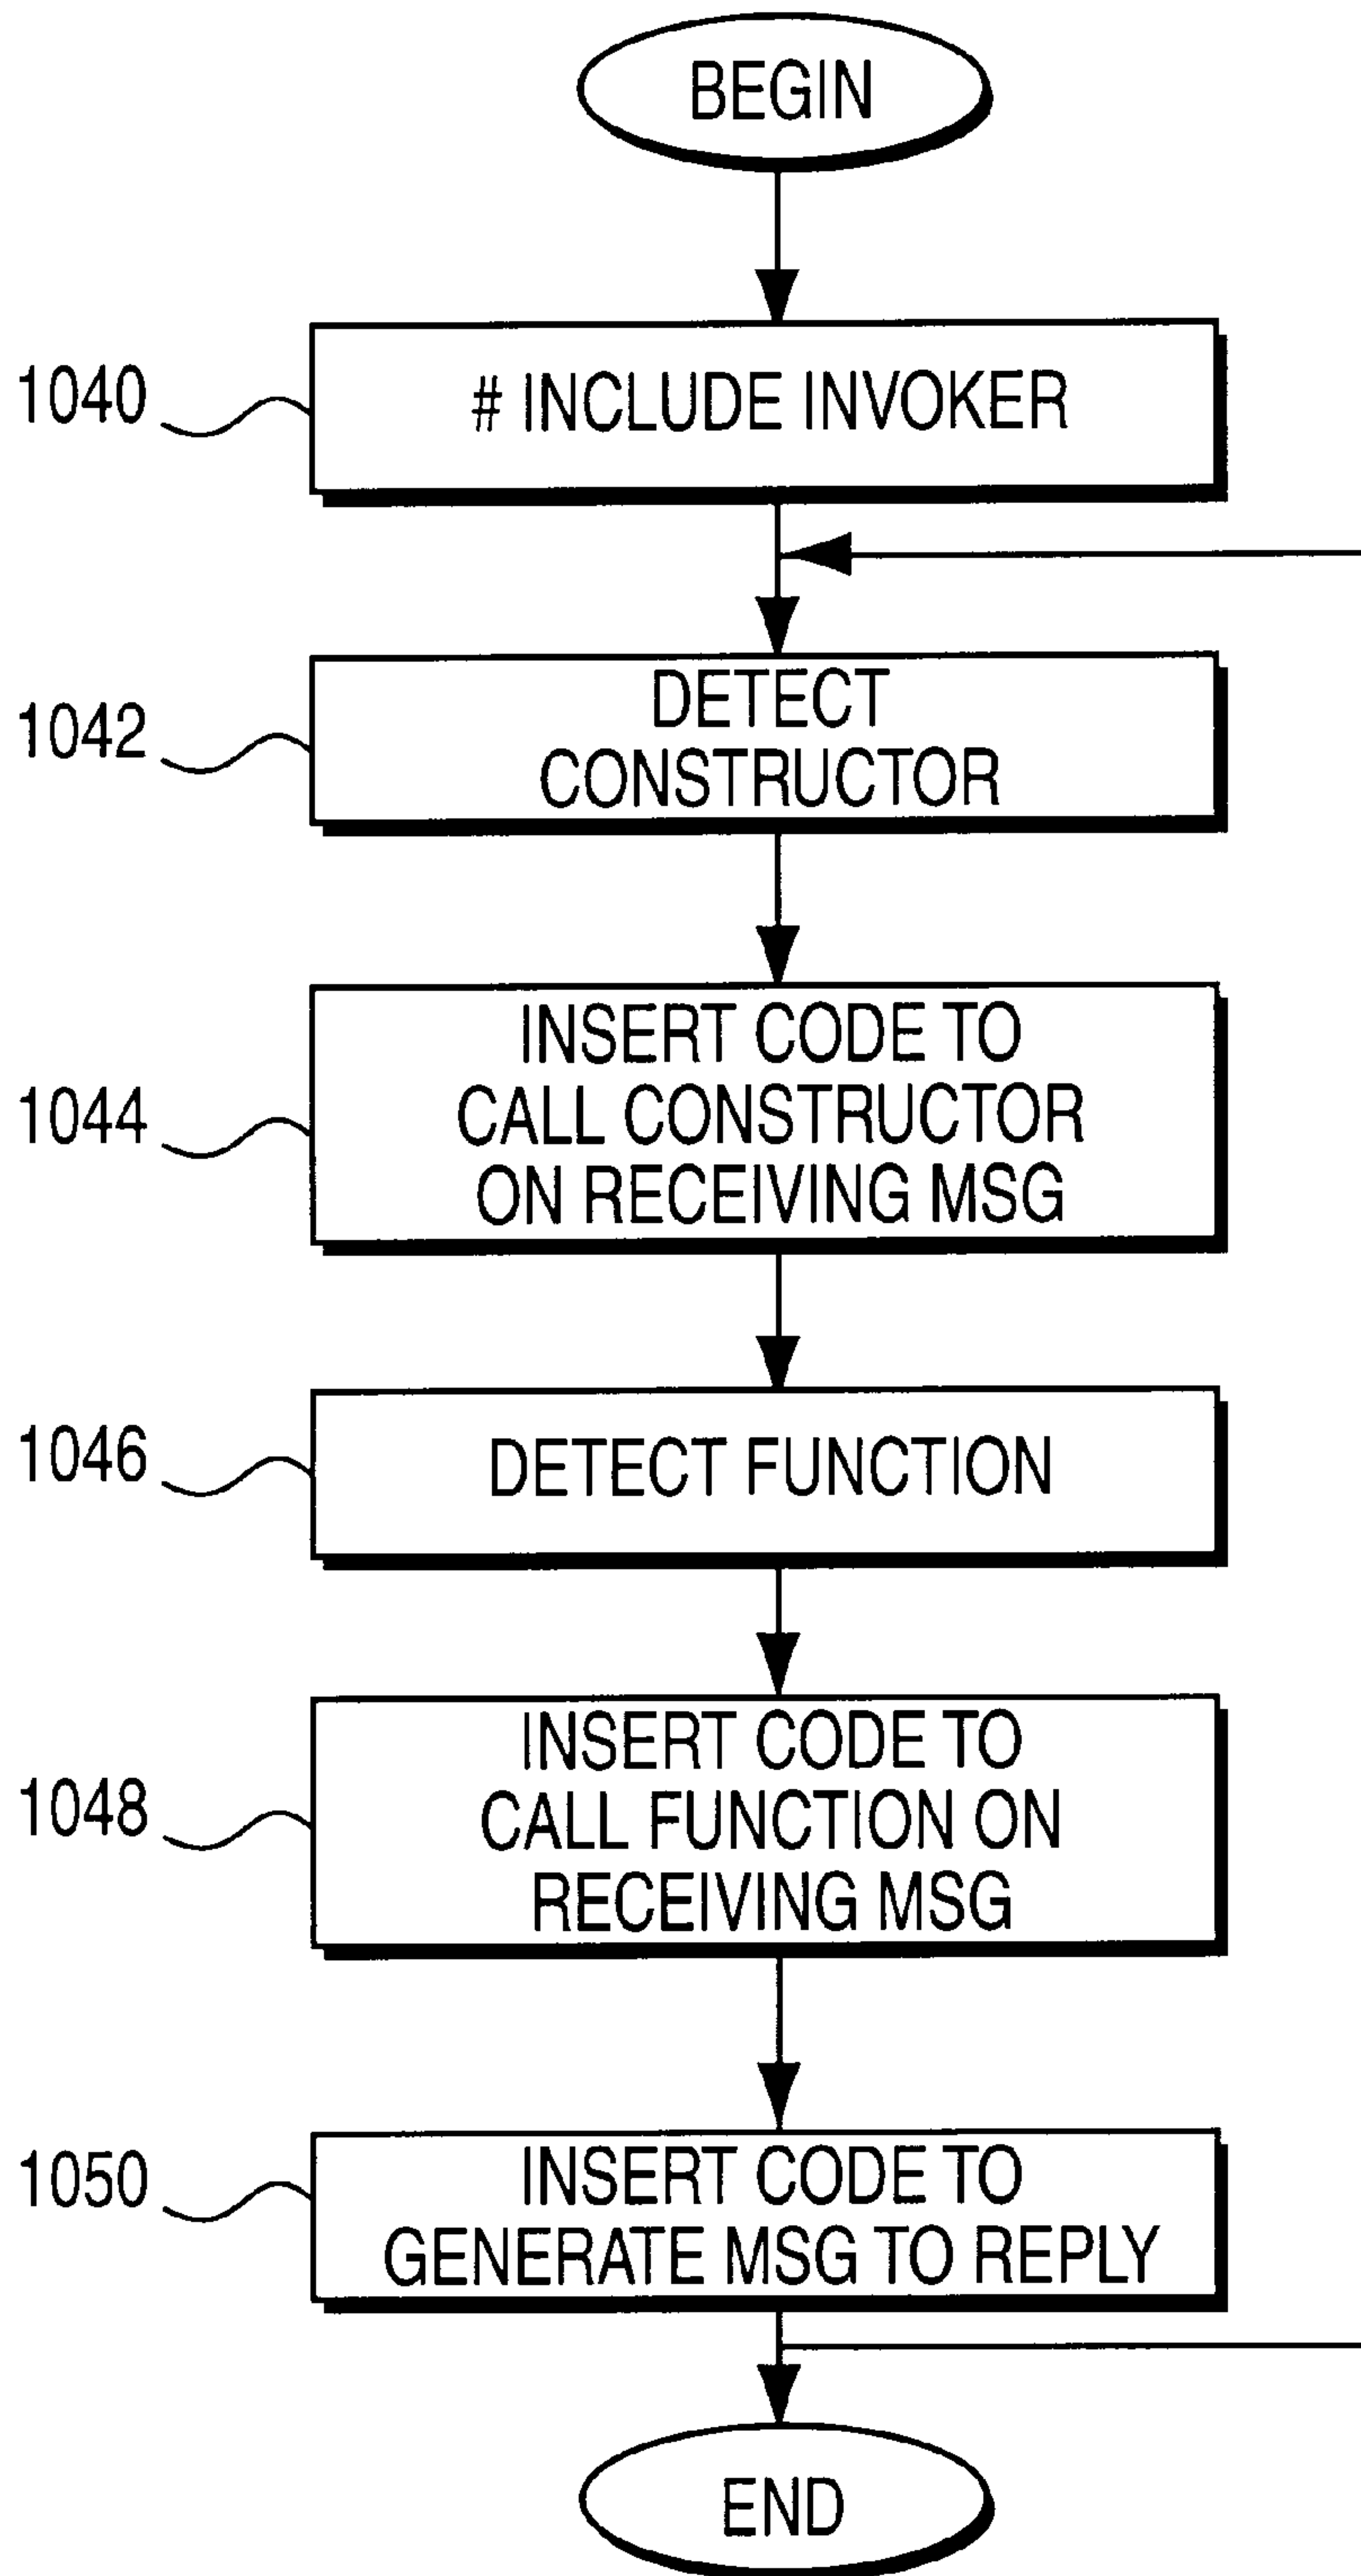 BEGIN
1040
# INCLUDE INVOKER
1042
DETECT
CONSTRUCTOR
1044
INSERT CODE TO
CALL CONSTRUCTOR
ON RECEIVING MSG
1046
DETECT FUNCTION
1048
INSERT CODE TO
CALL FUNCTION ON
RECEIVING MSG
1050
INSERT CODE TO
GENERATE MSG TO REPLY
END